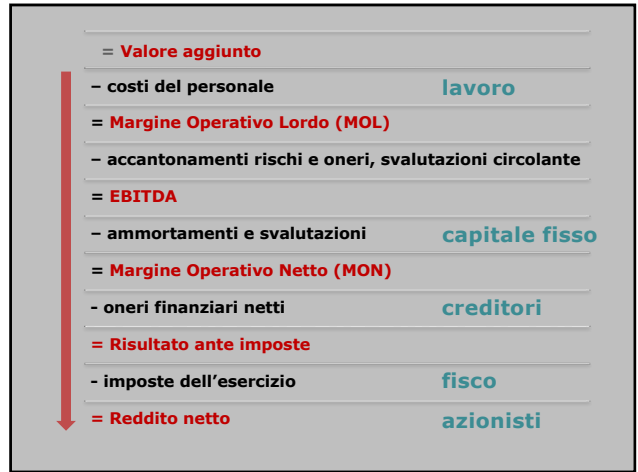 = Valore aggiunto
– costi del personale lavoro
= Margine Operativo Lordo (MOL)
– accantonamenti rischi e oneri, svalutazioni circolante
= EBITDA
– ammortamenti e svalutazioni capitale fisso
= Margine Operativo Netto (MON)
- oneri finanziari netti creditori
= Risultato ante imposte
- imposte dell’esercizio fisco
= Reddito netto azionisti